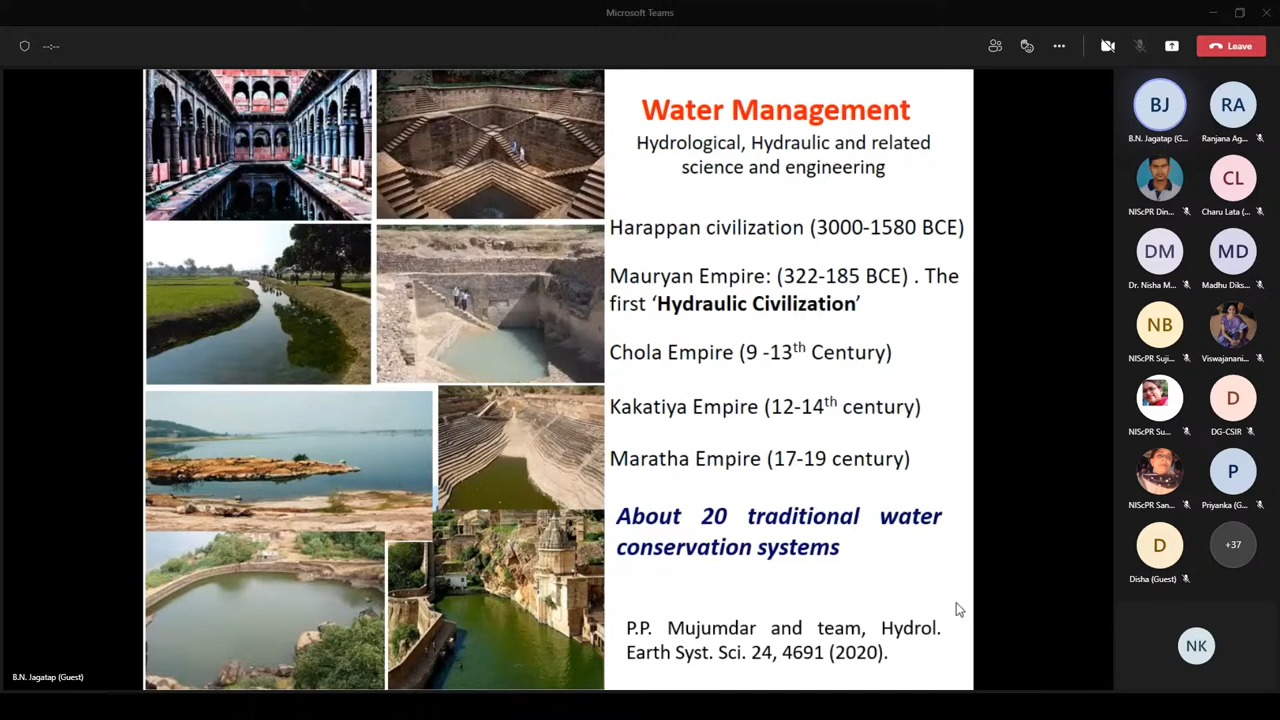 Microsoft Teams
--:--
Leave
Water Management
Hydrological, Hydraulic and related
science and engineering
Harappan civilization (3000-1580 BCE)
Mauryan Empire: (322-185 BCE) . The
first ‘Hydraulic Civilization’
Chola Empire (9 -13th Century)
Kakatiya Empire (12-14th century)
Maratha Empire (17-19 century)
About 20 traditional water
conservation systems
P.P. Mujumdar and team, Hydrol.
Earth Syst. Sci. 24, 4691 (2020).
B.N. Jagatap (Guest)
BJ
RA
B.N. Jagatap (G...
Ranjana Ag...
CL
NIScPR Din...
Charu Lata (...
DM
MD
Dr. Nisha M...
Madhu Diks...
NB
NIScPR Suji...
Viswajanani...
D
NIScPR Su...
DG-CSIR
P
NIScPR San...
Priyanka (G...
D
+37
Disha (Guest)
NK